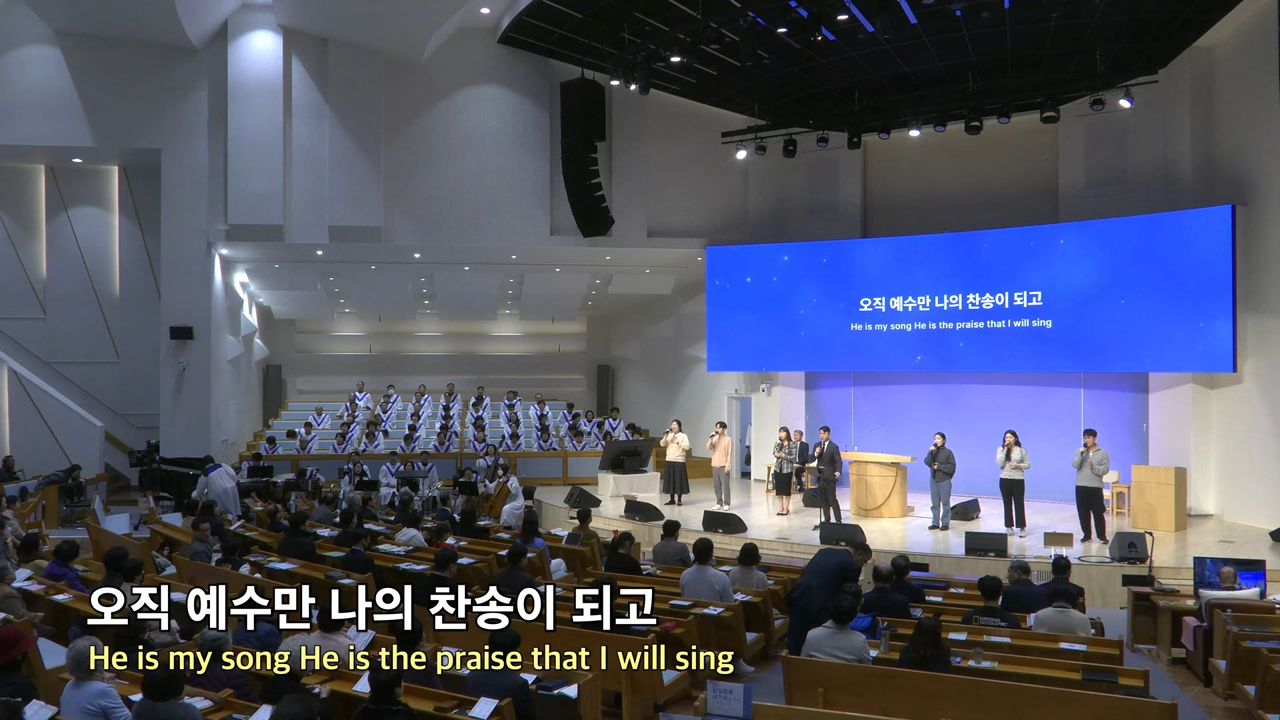 오직 예수만 나의 찬송이 되고
He is my song He is the praise that I will sing
NATIONAL GEOGRAPHIC
오직 예수만 나의 찬송이 되고
He is my song He is the praise that I will sing